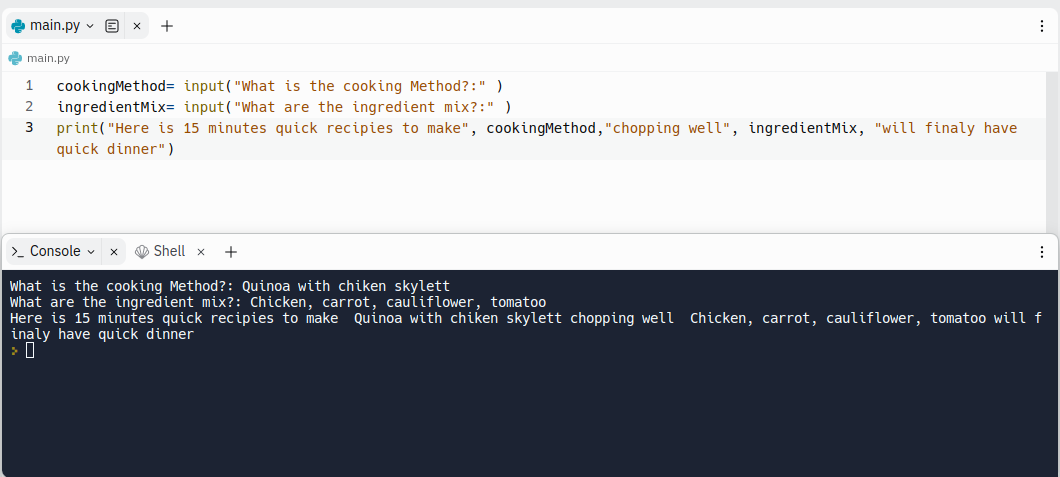 main.py
main.py
1 cookingMethod= input("What is the cooking Method?:" )
2 ingredientMix= input("What are the ingredient mix?:" )
3 print("Here is 15 minutes quick recipies to make", cookingMethod,"chopping well", ingredientMix, "will finaly have
quick dinner")
>_ Console Shell
What is the cooking Method?: Quinoa with chiken skylett
What are the ingredient mix?: Chicken, carrot, cauliflower, tomatoo
Here is 15 minutes quick recipies to make  Quinoa with chiken skylett chopping well  Chicken, carrot, cauliflower, tomatoo will f
inaly have quick dinner